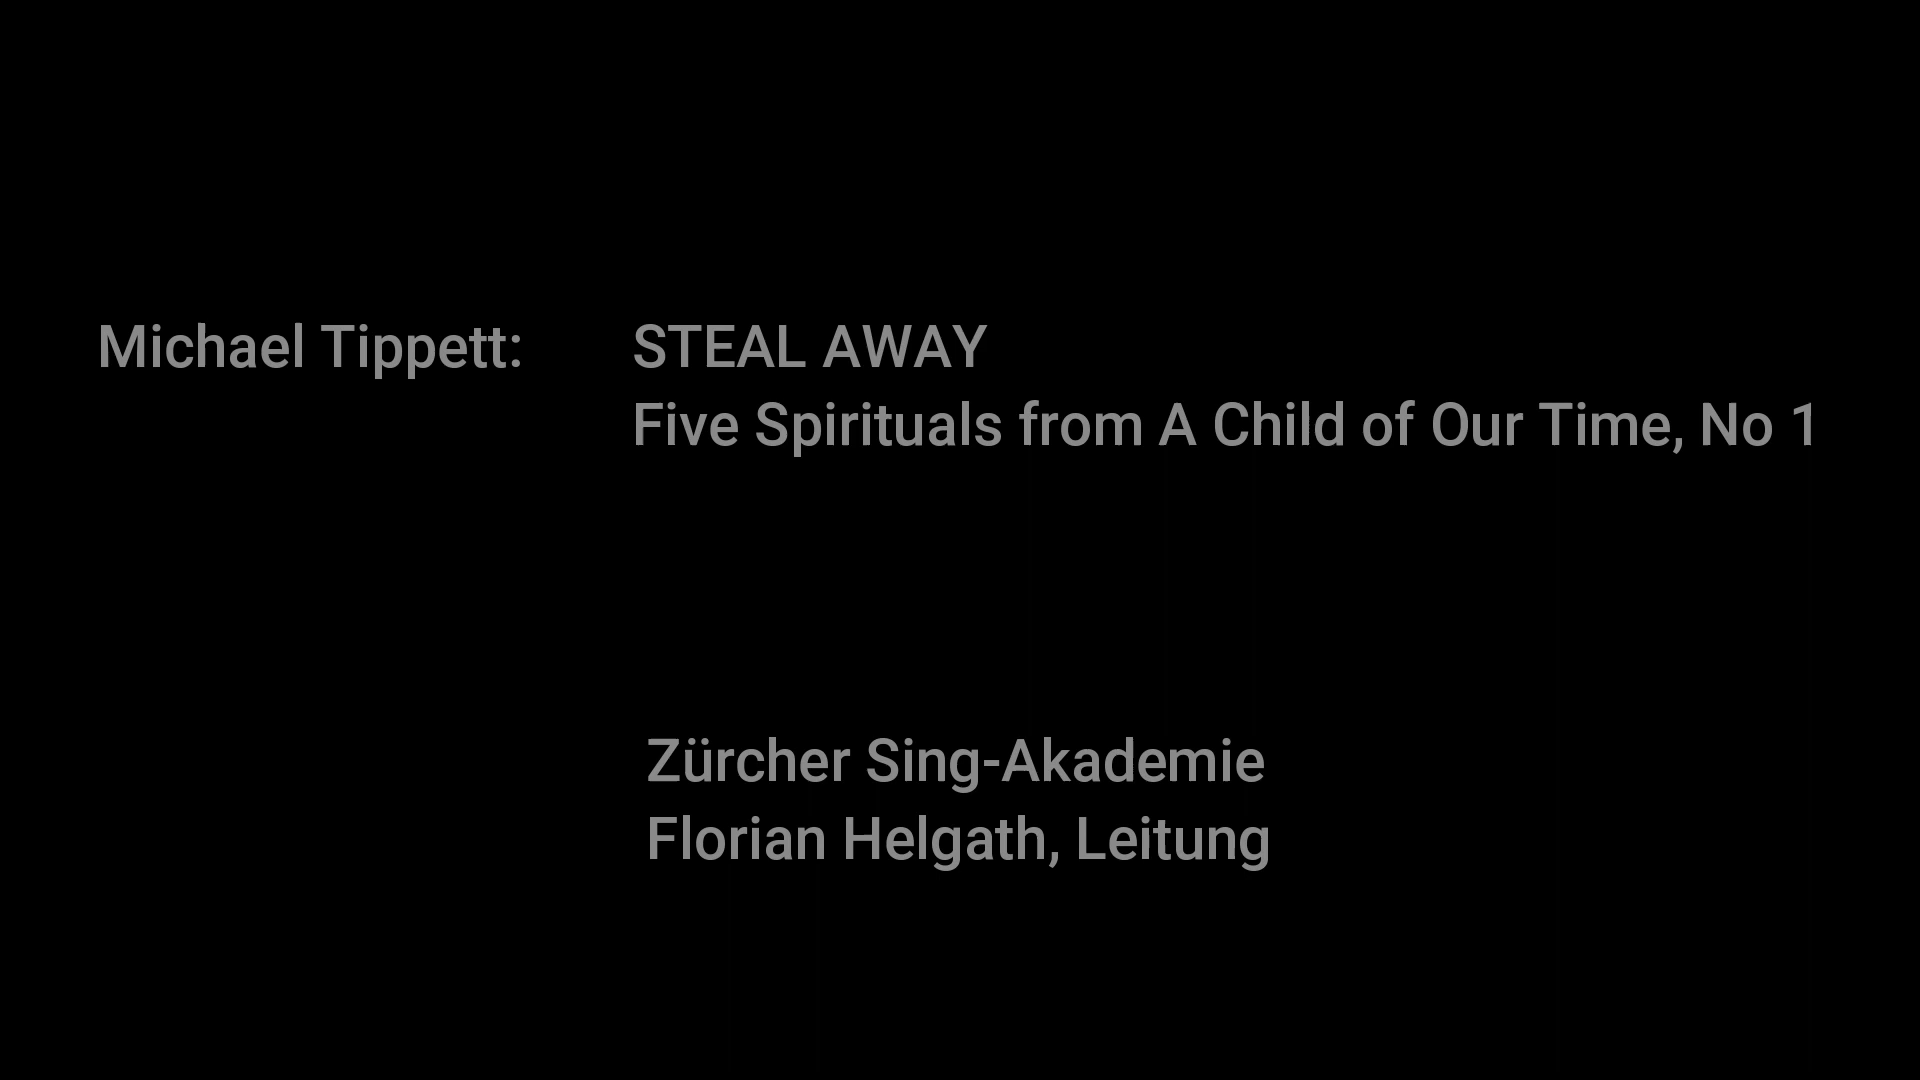 Michael Tippett: STEAL AWAY
Five Spirituals from A Child of Our Time, No 1
Zürcher Sing-Akademie
Florian Helgath, Leitung